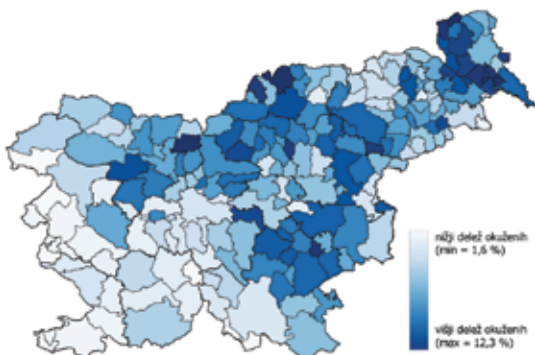 nižji delež okuženih
(min = 1,6 %)
višji delež okuženih
(max = 12,3 %)